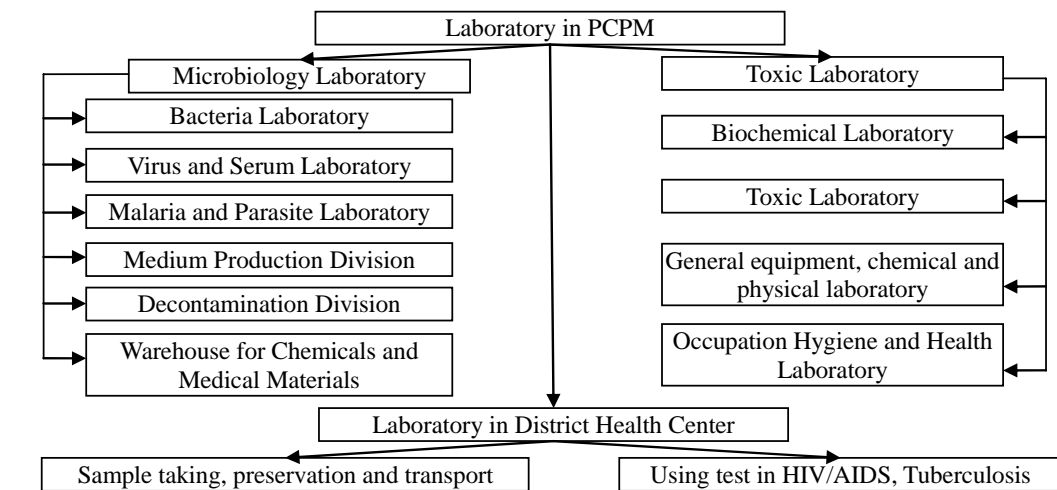 Laboratory in PCPM
Microbiology Laboratory
Bacteria Laboratory
Virus and Serum Laboratory
Malaria and Parasite Laboratory
Medium Production Division
Decontamination Division
Warehouse for Chemicals and
Medical Materials
Toxic Laboratory
Biochemical Laboratory
Toxic Laboratory
General equipment, chemical and
physical laboratory
Occupation Hygiene and Health
Laboratory
Laboratory in District Health Center
Sample taking, preservation and transport
Using test in HIV/AIDS, Tuberculosis